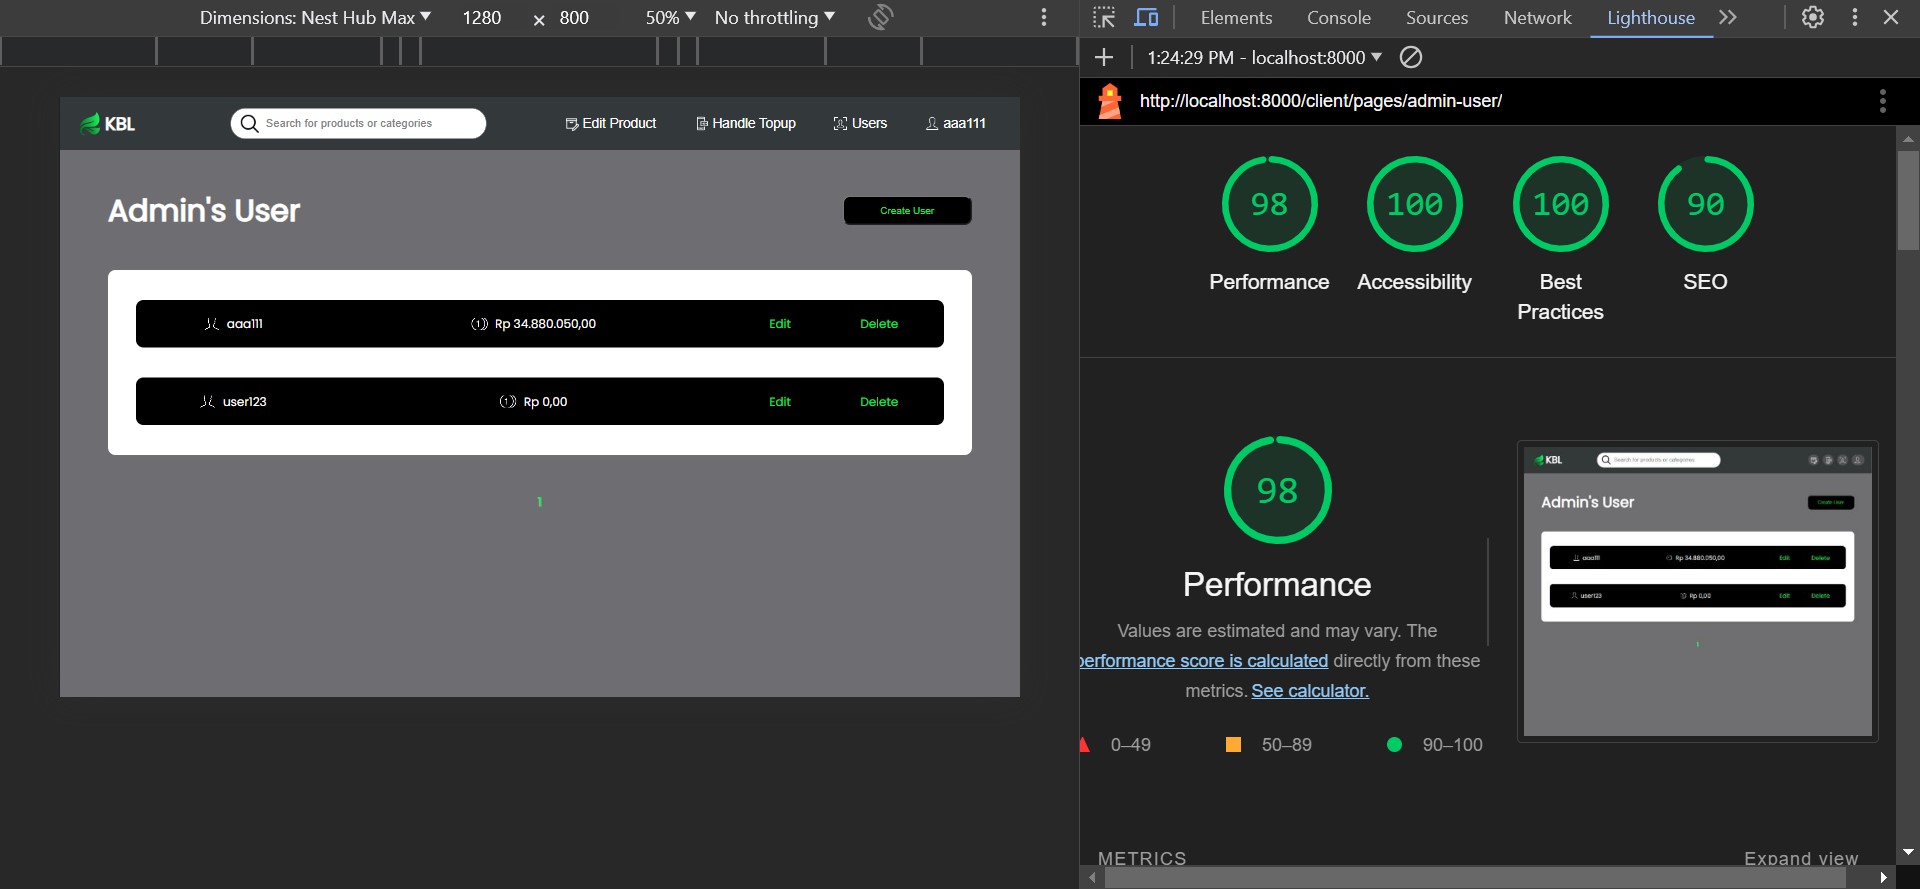 Dimensions: Nest Hub Max ▼ 1280 × 800 50% ▼ No throttling ▼
Elements Console Sources Network Lighthouse
1:24:29 PM - localhost:8000 ▼
http://localhost:8000/client/pages/admin-user/
KBL Search for products or categories Edit Product Handle Topup Users aaa111
Admin's User Create User
aaa111 Rp 34.880.050,00 Edit Delete
user123 Rp 0,00 Edit Delete
1
98 100 100 90
Performance Accessibility Best Practices SEO
98
Performance
Values are estimated and may vary. The
performance score is calculated directly from these
metrics. See calculator.
0–49 50–89 90–100
KBL Search for products or categories
Admin's User Create User
aaa111 Rp 34.880.050,00 Edit Delete
user123 Rp 0,00 Edit Delete
1
METRICS Expand view